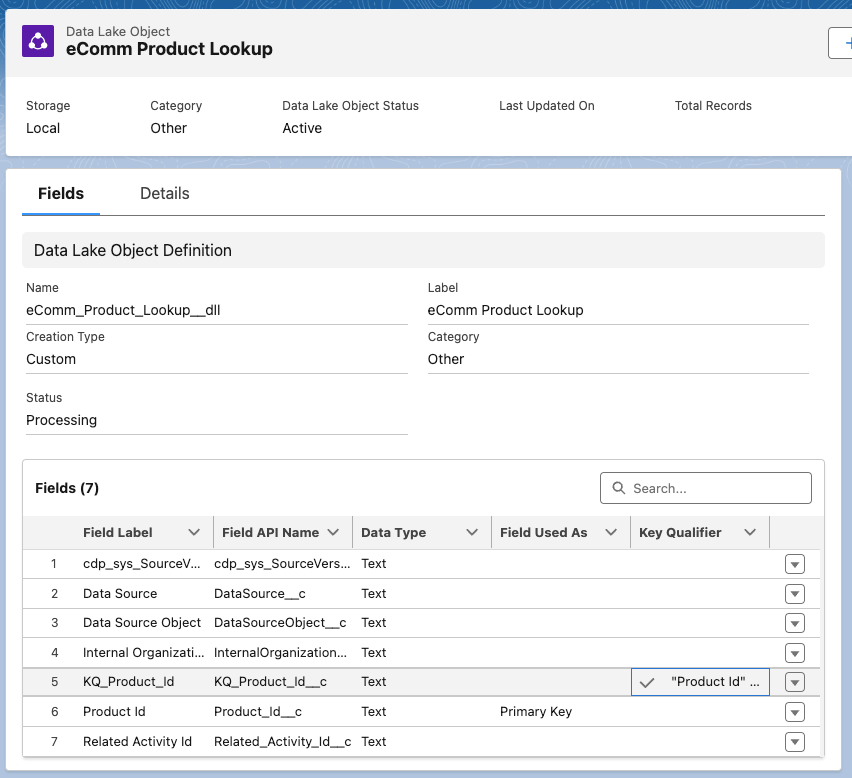 Data Lake Object
eComm Product Lookup
Storage Category Data Lake Object Status Last Updated On Total Records
Local Other Active
Fields Details
Data Lake Object Definition
Name Label
eComm_Product_Lookup__dll eComm Product Lookup
Creation Type Category
Custom Other
Status
Processing
Fields (7) Search...
Field Label Field API Name Data Type Field Used As Key Qualifier
1 cdp_sys_SourceV... cdp_sys_SourceVers... Text
2 Data Source DataSource__c Text
3 Data Source Object DataSourceObject__c Text
4 Internal Organizati... InternalOrganization... Text
5 KQ_Product_Id KQ_Product_Id__c Text "Product Id" ...
6 Product Id Product_Id__c Text Primary Key
7 Related Activity Id Related_Activity_Id__c Text